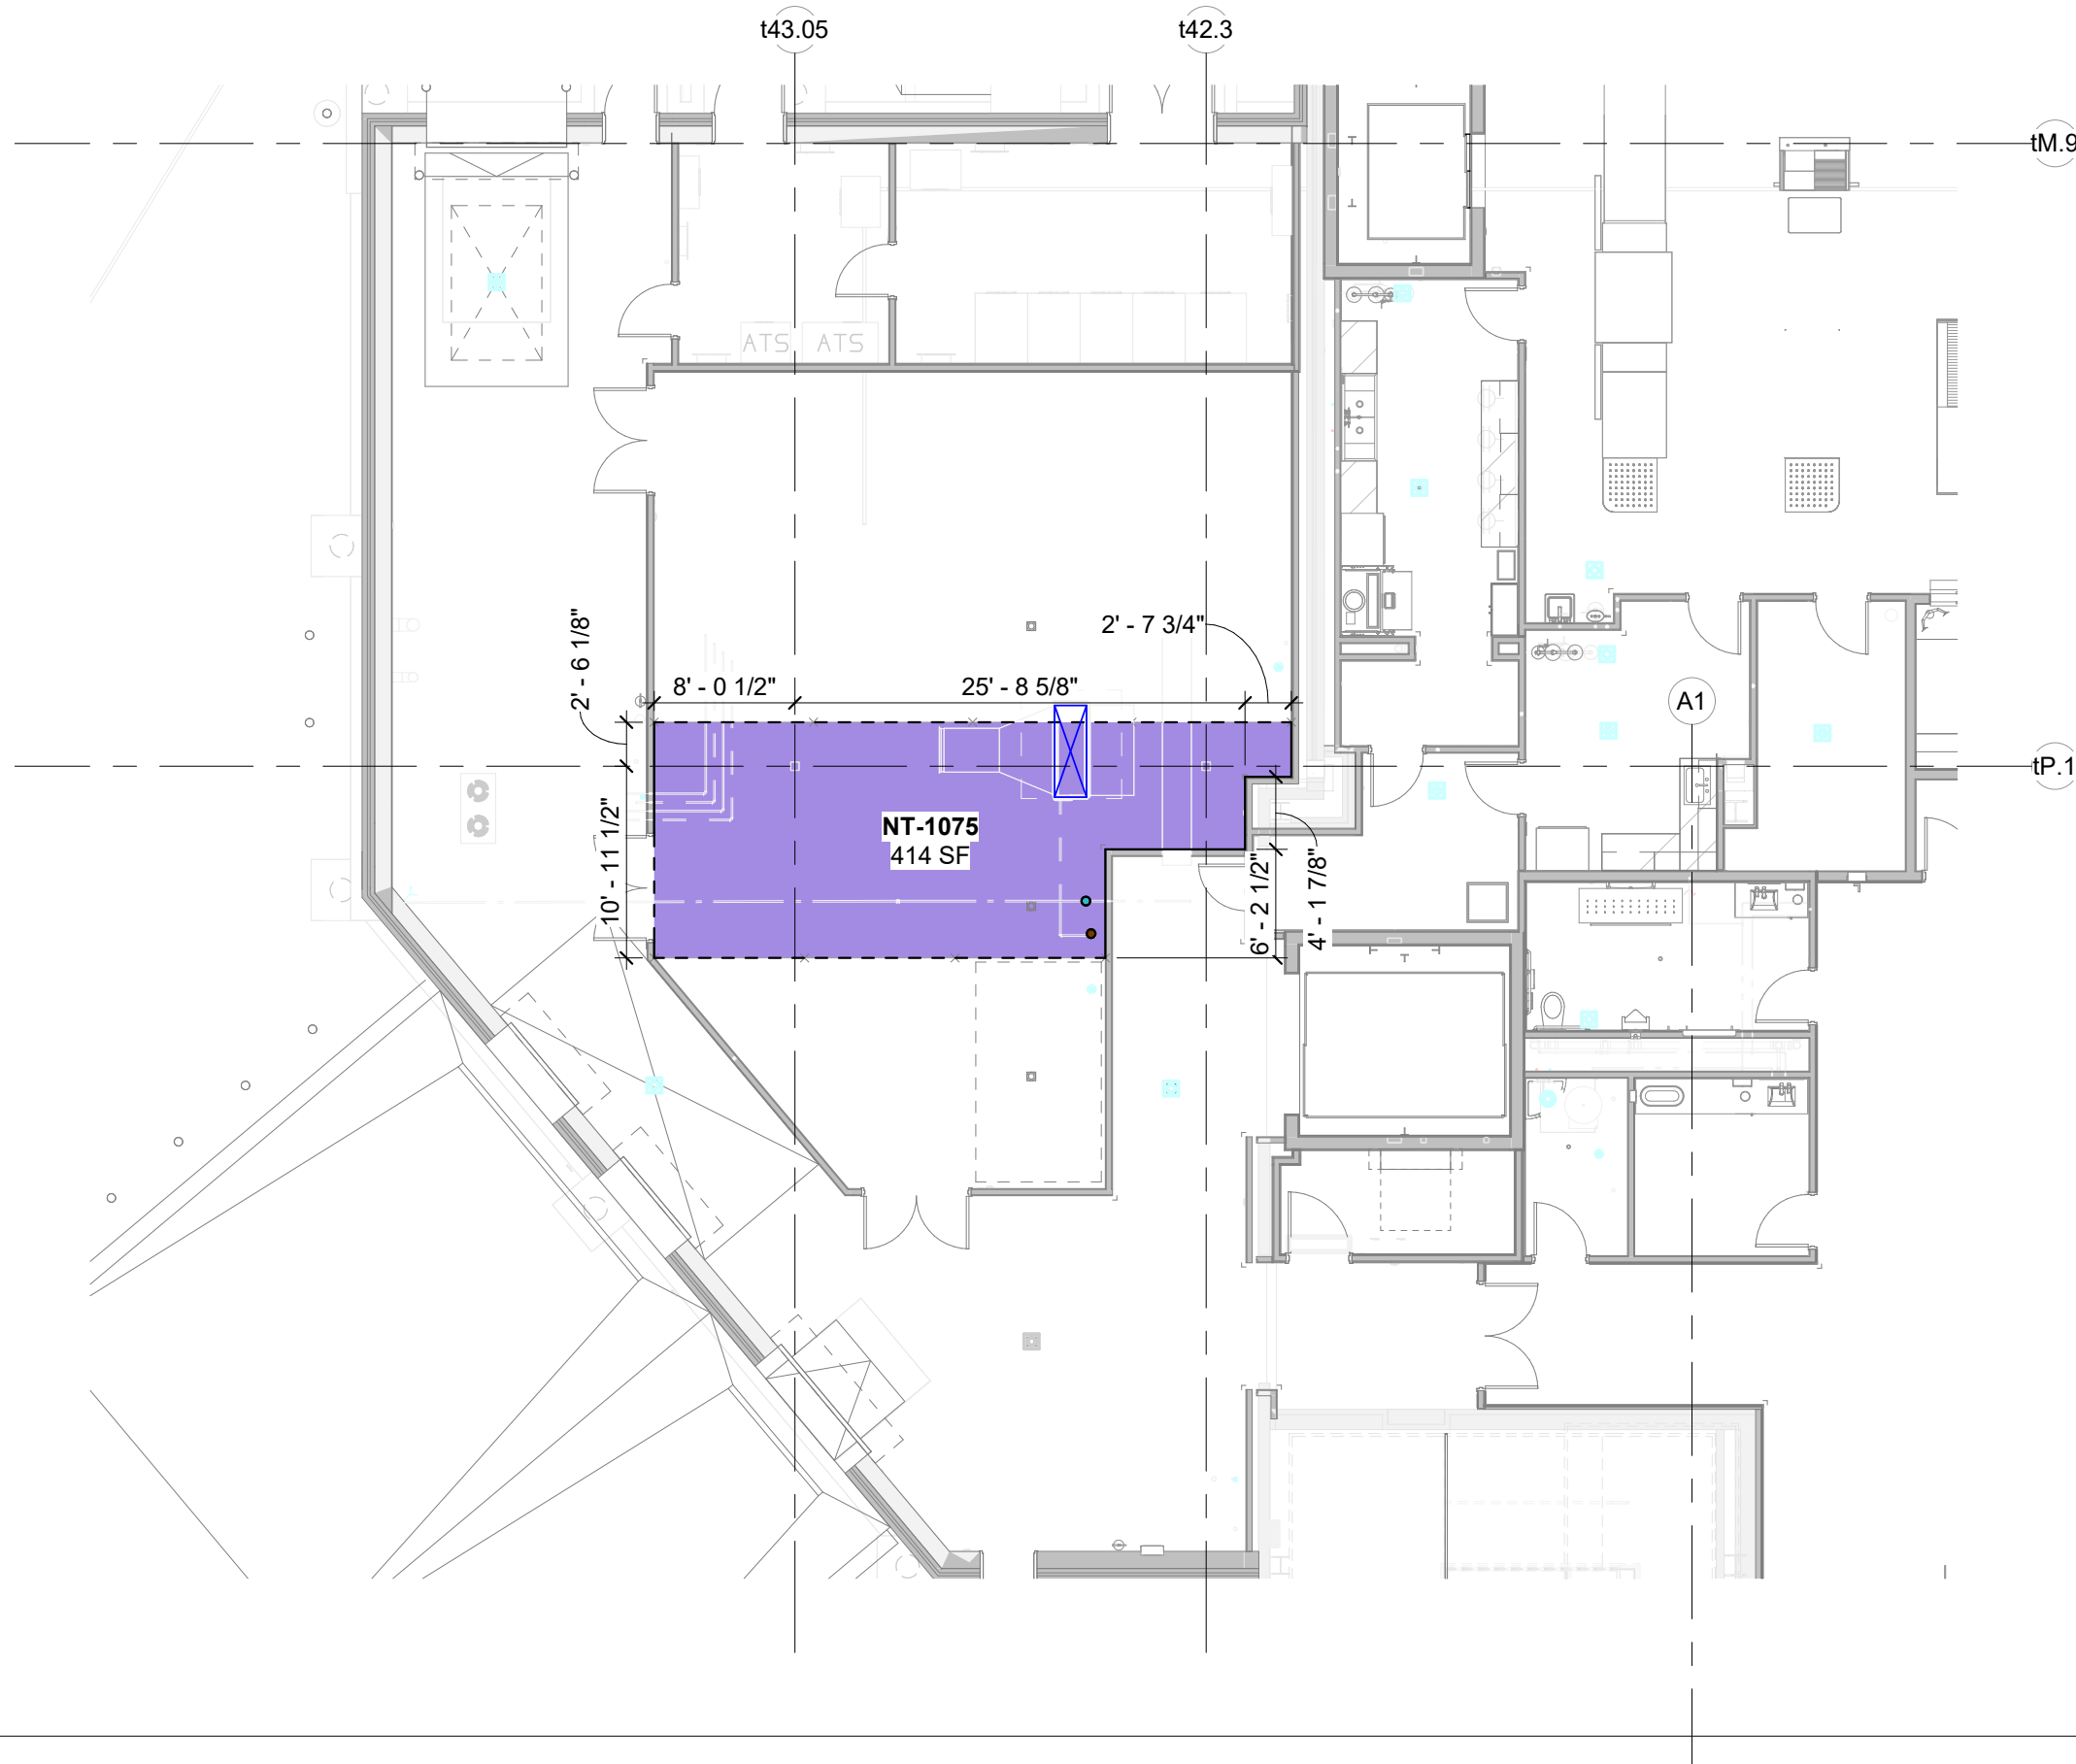 t43.05
t42.3
tM.9
ATS
ATS
2' - 6 1/8"
2' - 7 3/4"
8' - 0 1/2"
25' - 8 5/8"
A1
tP.1
NT-1075
414 SF
10' - 11 1/2"
6' - 2 1/2"
4' - 1 7/8"